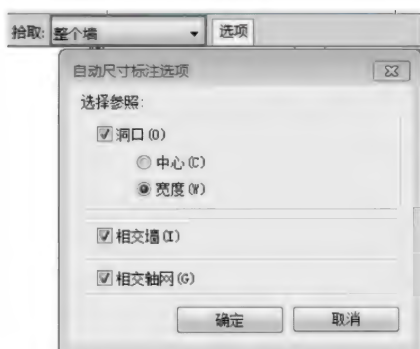 拾取: 整个墙 选项
自动尺寸标注选项
选择参照:
洞口(O)
中心(C)
宽度(W)
相交墙(I)
相交轴网(G)
确定 取消